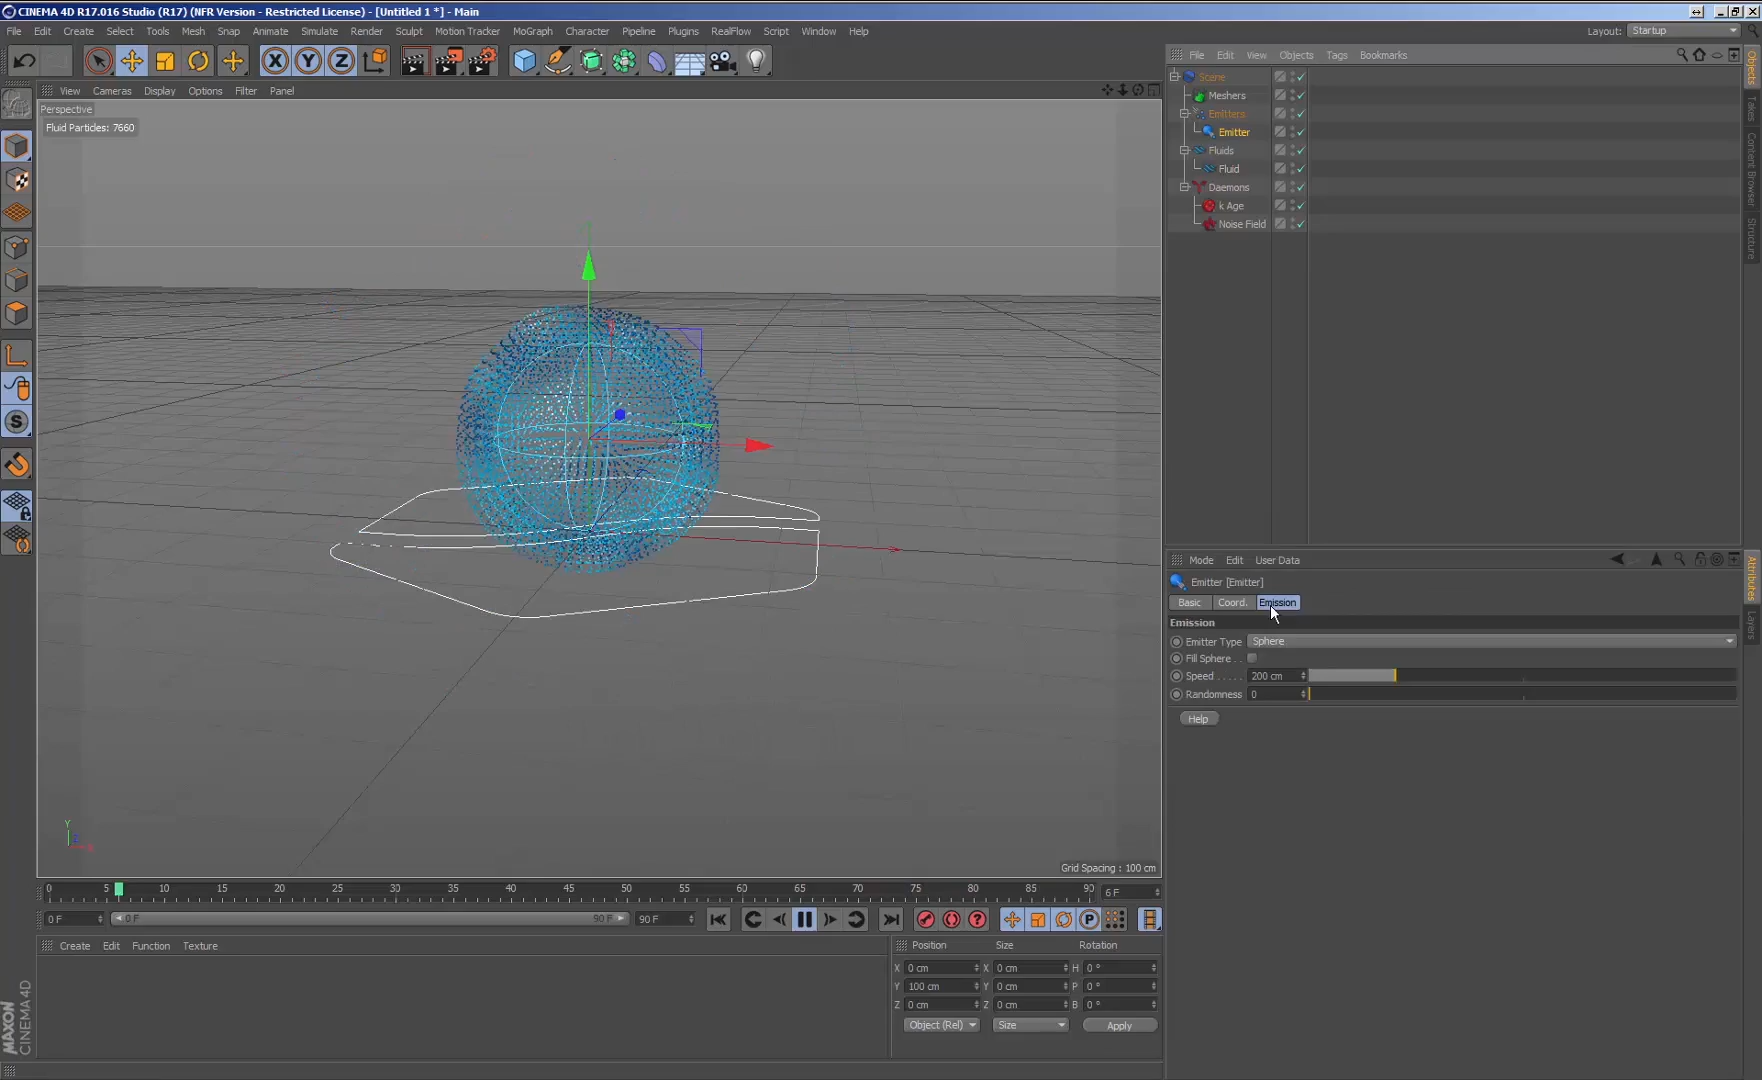 CINEMA 4D R17.016 Studio (R17) (NFR Version - Restricted License) - [Untitled 1 *] - Main
File Edit Create Select Tools Mesh Snap Animate Simulate Render Sculpt Motion Tracker MoGraph Character Pipeline Plugins RealFlow Script Window Help
Layout: Startup
File Edit View Objects Tags Bookmarks
View Cameras Display Options Filter Panel
Perspective
Fluid Particles: 7660
Scene
Meshers
Emitters
Emitter
Fluids
Fluid
Daemons
k Age
Noise Field
Objects
Takes
Content Browser
Structure
Mode Edit User Data
Emitter [Emitter]
Basic Coord. Emission
Emission
Emitter Type Sphere
Fill Sphere . .
Speed . . . . . 200 cm
Randomness 0
Help
Attributes
Layers
Y
Grid Spacing : 100 cm
0 5 10 15 20 25 30 35 40 45 50 55 60 65 70 75 80 85 90 6 F
0 F 0 F 90 F 90 F
Create Edit Function Texture
Position Size Rotation
X 0 cm X 0 cm H 0 °
Y 100 cm Y 0 cm P 0 °
Z 0 cm Z 0 cm B 0 °
Object (Rel) Size Apply
MAXON
CINEMA 4D